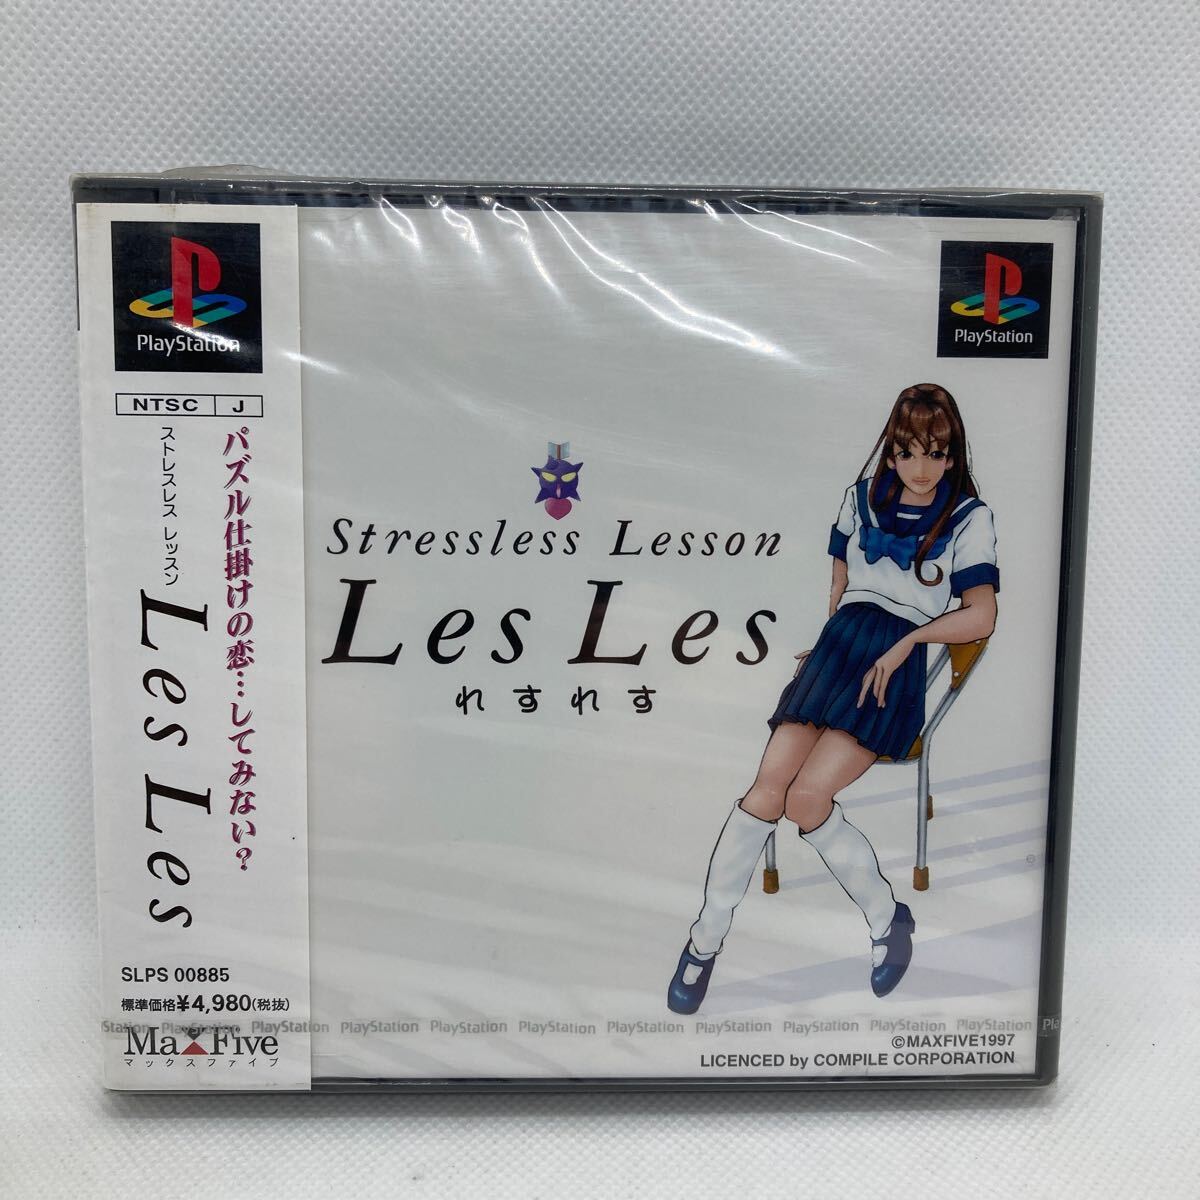 PlayStation
NTSC J
パズル仕掛けの恋…してみない?
ストレスレス レッスン
Les Les
SLPS 00885
標準価格¥4,980(税抜)
MaXFive
マックスファイブ
PlayStation
Stressless Lesson
Les Les
れすれす
Station PlayStation PlayStation PlayStation PlayStation PlayStation PlayStation PlayStation PlayStation PlayStation Pla
©MAXFIVE1997
LICENCED by COMPILE CORPORATION